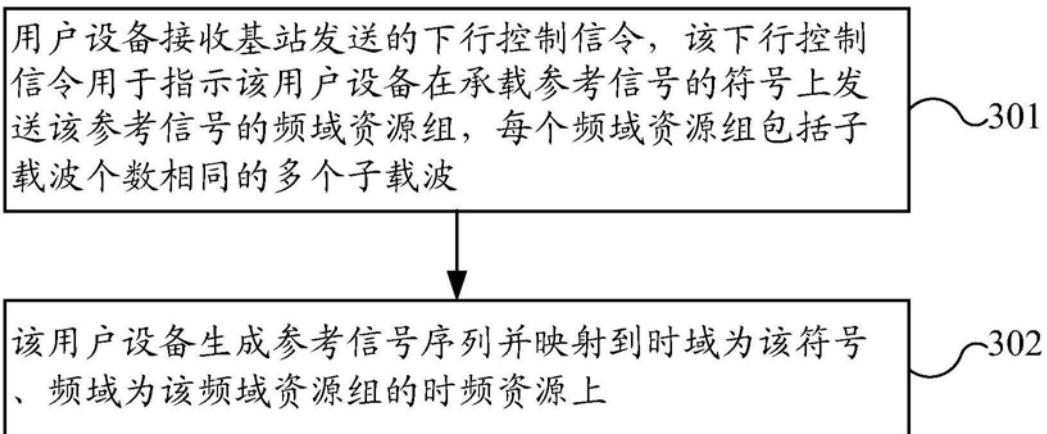 用户设备接收基站发送的下行控制信令，该下行控制
信令用于指示该用户设备在承载参考信号的符号上发
送该参考信号的频域资源组，每个频域资源组包括子
载波个数相同的多个子载波
301
该用户设备生成参考信号序列并映射到时域为该符号
、频域为该频域资源组的时频资源上
302